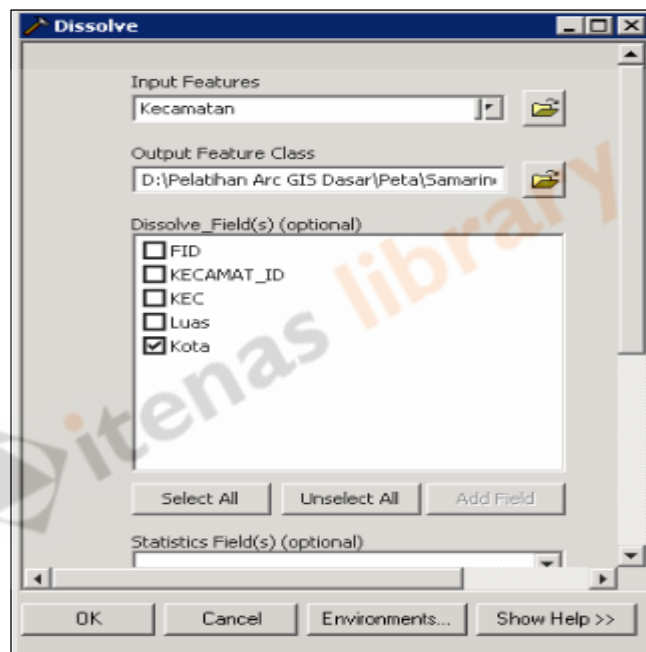 Dissolve
Input Features
Kecamatan
Output Feature Class
D:\Pelatihan Arc GIS Dasar\Peta\Samarin
Dissolve_Field(s) (optional)
FID
KECAMAT_ID
KEC
Luas
Kota
itenas library
Select All
Unselect All
Add Field
Statistics Field(s) (optional)
OK
Cancel
Environments...
Show Help >>